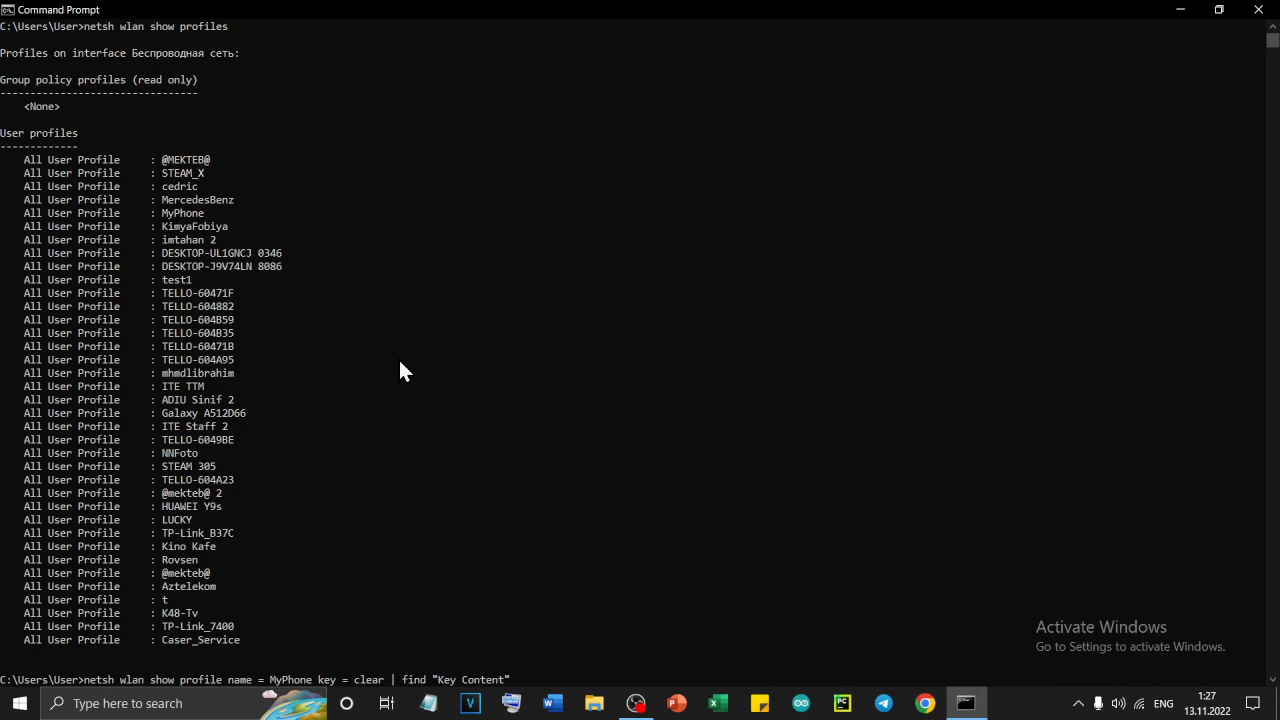 Command Prompt
C:\Users\User>netsh wlan show profiles
Profiles on interface Беспроводная сеть:
Group policy profiles (read only)
---------------------------------
<None>
User profiles
-------------
All User Profile : @MEKTEB@
All User Profile : STEAM_X
All User Profile : cedric
All User Profile : MercedesBenz
All User Profile : MyPhone
All User Profile : KimyaFobiya
All User Profile : imtahan 2
All User Profile : DESKTOP-UL1GNCJ 0346
All User Profile : DESKTOP-J9V74LN 8086
All User Profile : test1
All User Profile : TELLO-60471F
All User Profile : TELLO-604882
All User Profile : TELLO-604B59
All User Profile : TELLO-604B35
All User Profile : TELLO-60471B
All User Profile : TELLO-604A95
All User Profile : mhmdlibrahim
All User Profile : ITE TTM
All User Profile : ADIU Sinif 2
All User Profile : Galaxy A512D66
All User Profile : ITE Staff 2
All User Profile : TELLO-6049BE
All User Profile : NNFoto
All User Profile : STEAM 305
All User Profile : TELLO-604A23
All User Profile : @mekteb@ 2
All User Profile : HUAWEI Y9s
All User Profile : LUCKY
All User Profile : TP-Link_B37C
All User Profile : Kino Kafe
All User Profile : Rovsen
All User Profile : @mekteb@
All User Profile : Aztelekom
All User Profile : t
All User Profile : K48-Tv
All User Profile : TP-Link_7400
All User Profile : Caser_Service
Activate Windows
Go to Settings to activate Windows.
C:\Users\User>netsh wlan show profile name = MyPhone key = clear | find "Key Content"
Type here to search
ENG
1:27
13.11.2022